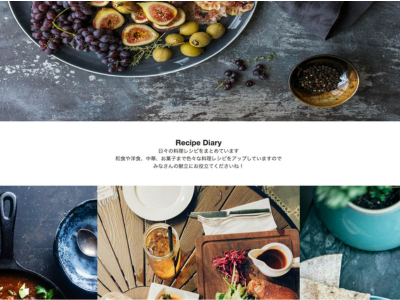 Recipe Diary
日々の料理レシピをまとめています
和食や洋食、中華、お菓子まで色々な料理レシピをアップしていますので
みなさんの献立にお役立てくださいね！